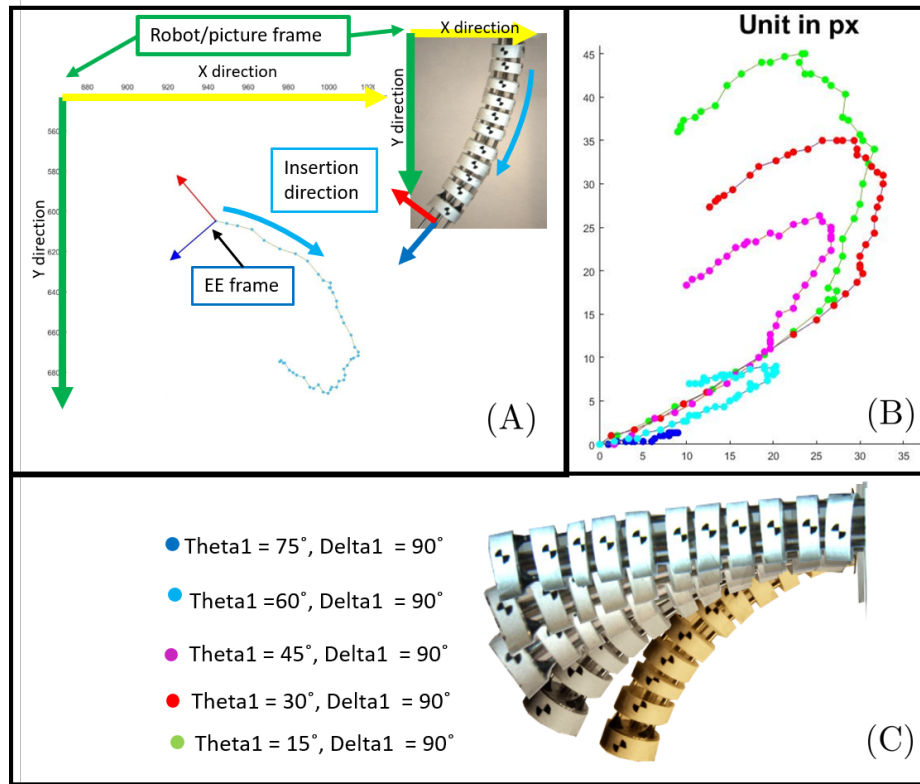 Robot/picture frame
X direction
X direction
880 900 920 940 960 980 1000
Y direction
Y direction
560
580
600
620
640
660
680
Insertion
direction
EE frame
(A)
Unit in px
45
40
35
30
25
20
15
10
5
0
0 5 10 15 20 25 30 35
(B)
Theta1 = 75˚, Delta1 = 90˚
Theta1 =60˚, Delta1 = 90˚
Theta1 = 45˚, Delta1 = 90˚
Theta1 = 30˚, Delta1 = 90˚
Theta1 = 15˚, Delta1 = 90˚
(C)